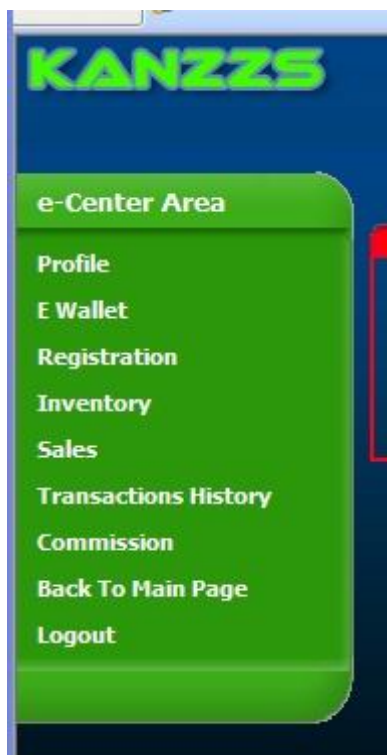 KANZZS
e-Center Area
Profile
E Wallet
Registration
Inventory
Sales
Transactions History
Commission
Back To Main Page
Logout